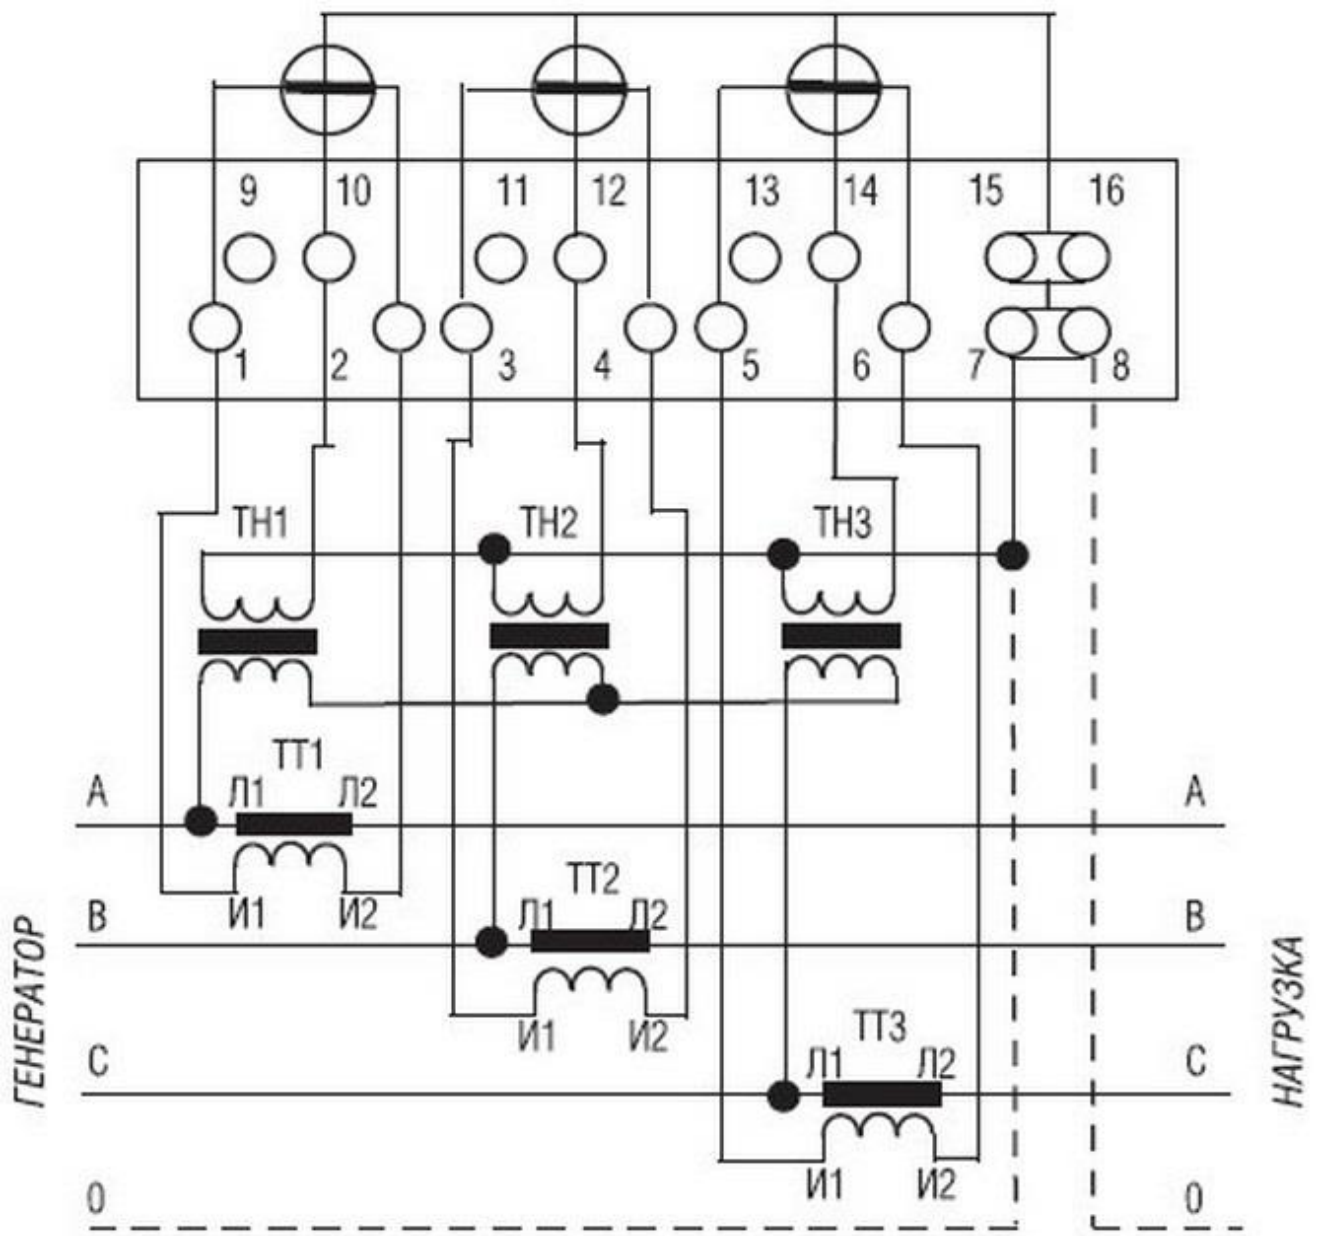 9 10 11 12 13 14 15 16
1 2 3 4 5 6 7 8
ТН1 ТН2 ТН3
ТТ1
А Л1 Л2 А
ТТ2
В И1 И2 Л1 Л2 В
ТТ3
С И1 И2 Л1 Л2 С
0 И1 И2 0
ГЕНЕРАТОР
НАГРУЗКА